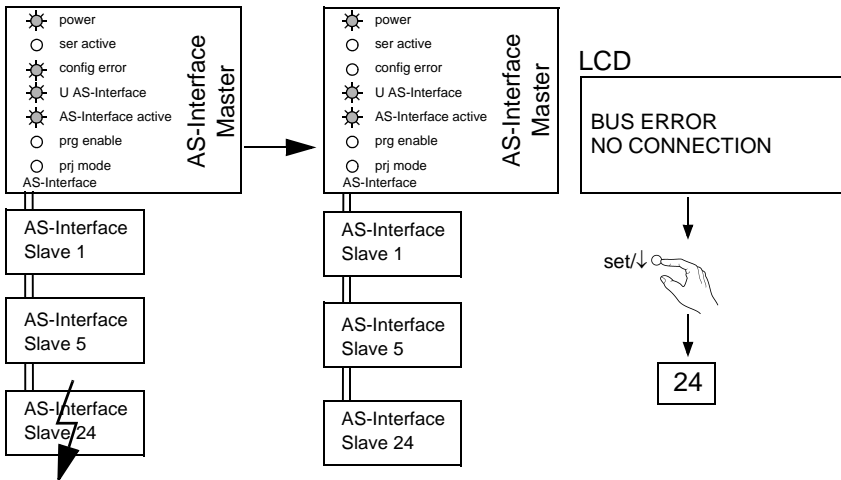 power
ser active
config error
U AS-Interface
AS-Interface active
prg enable
prj mode
AS-Interface
AS-Interface
Master
AS-Interface
Slave 1
AS-Interface
Slave 5
AS-Interface
Slave 24
power
ser active
config error
U AS-Interface
AS-Interface active
prg enable
prj mode
AS-Interface
AS-Interface
Master
AS-Interface
Slave 1
AS-Interface
Slave 5
AS-Interface
Slave 24
LCD
BUS ERROR
NO CONNECTION
set/↓
24